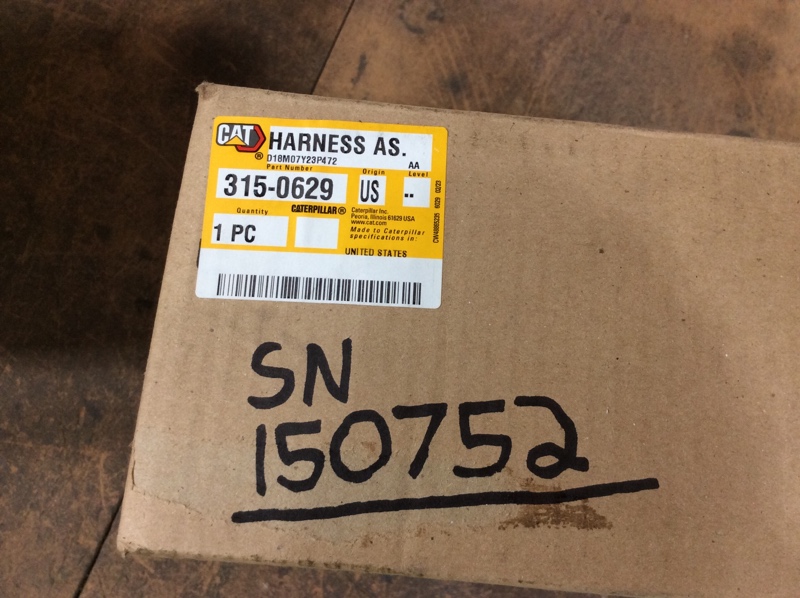 CAT
HARNESS AS.
® D18M07Y23P472 AA
Part Number Origin Level
315-0629 US ..
Quantity CATERPILLAR®
1 PC
Caterpillar Inc.
Peoria, Illinois 61629 USA
www.cat.com
Made to Caterpillar
specifications in:
UNITED STATES
SN
150752